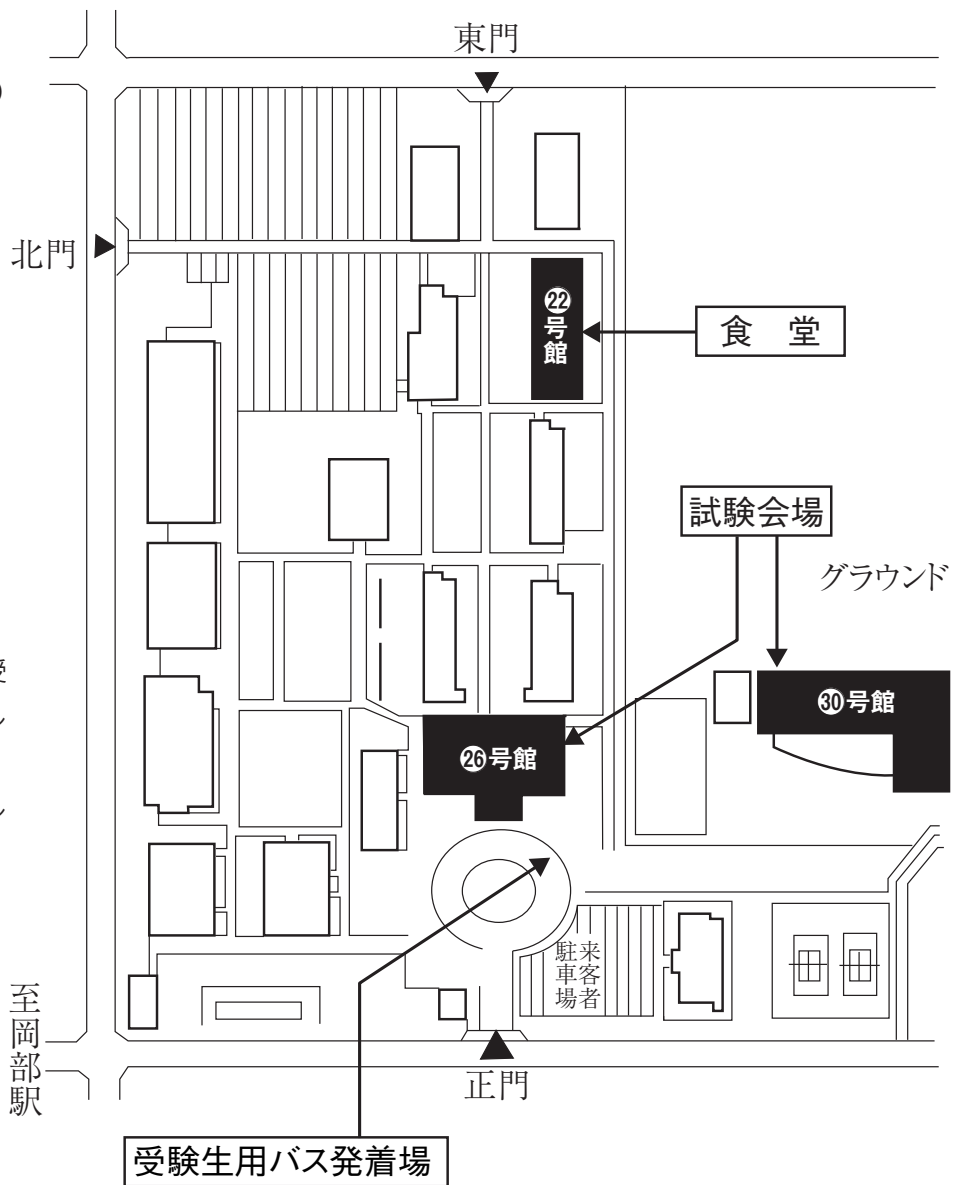 東門
北門
㉒号館
食 堂
試験会場
グラウンド
㉚号館
㉖号館
来客者
駐車場
至岡部駅
正門
受験生用バス発着場